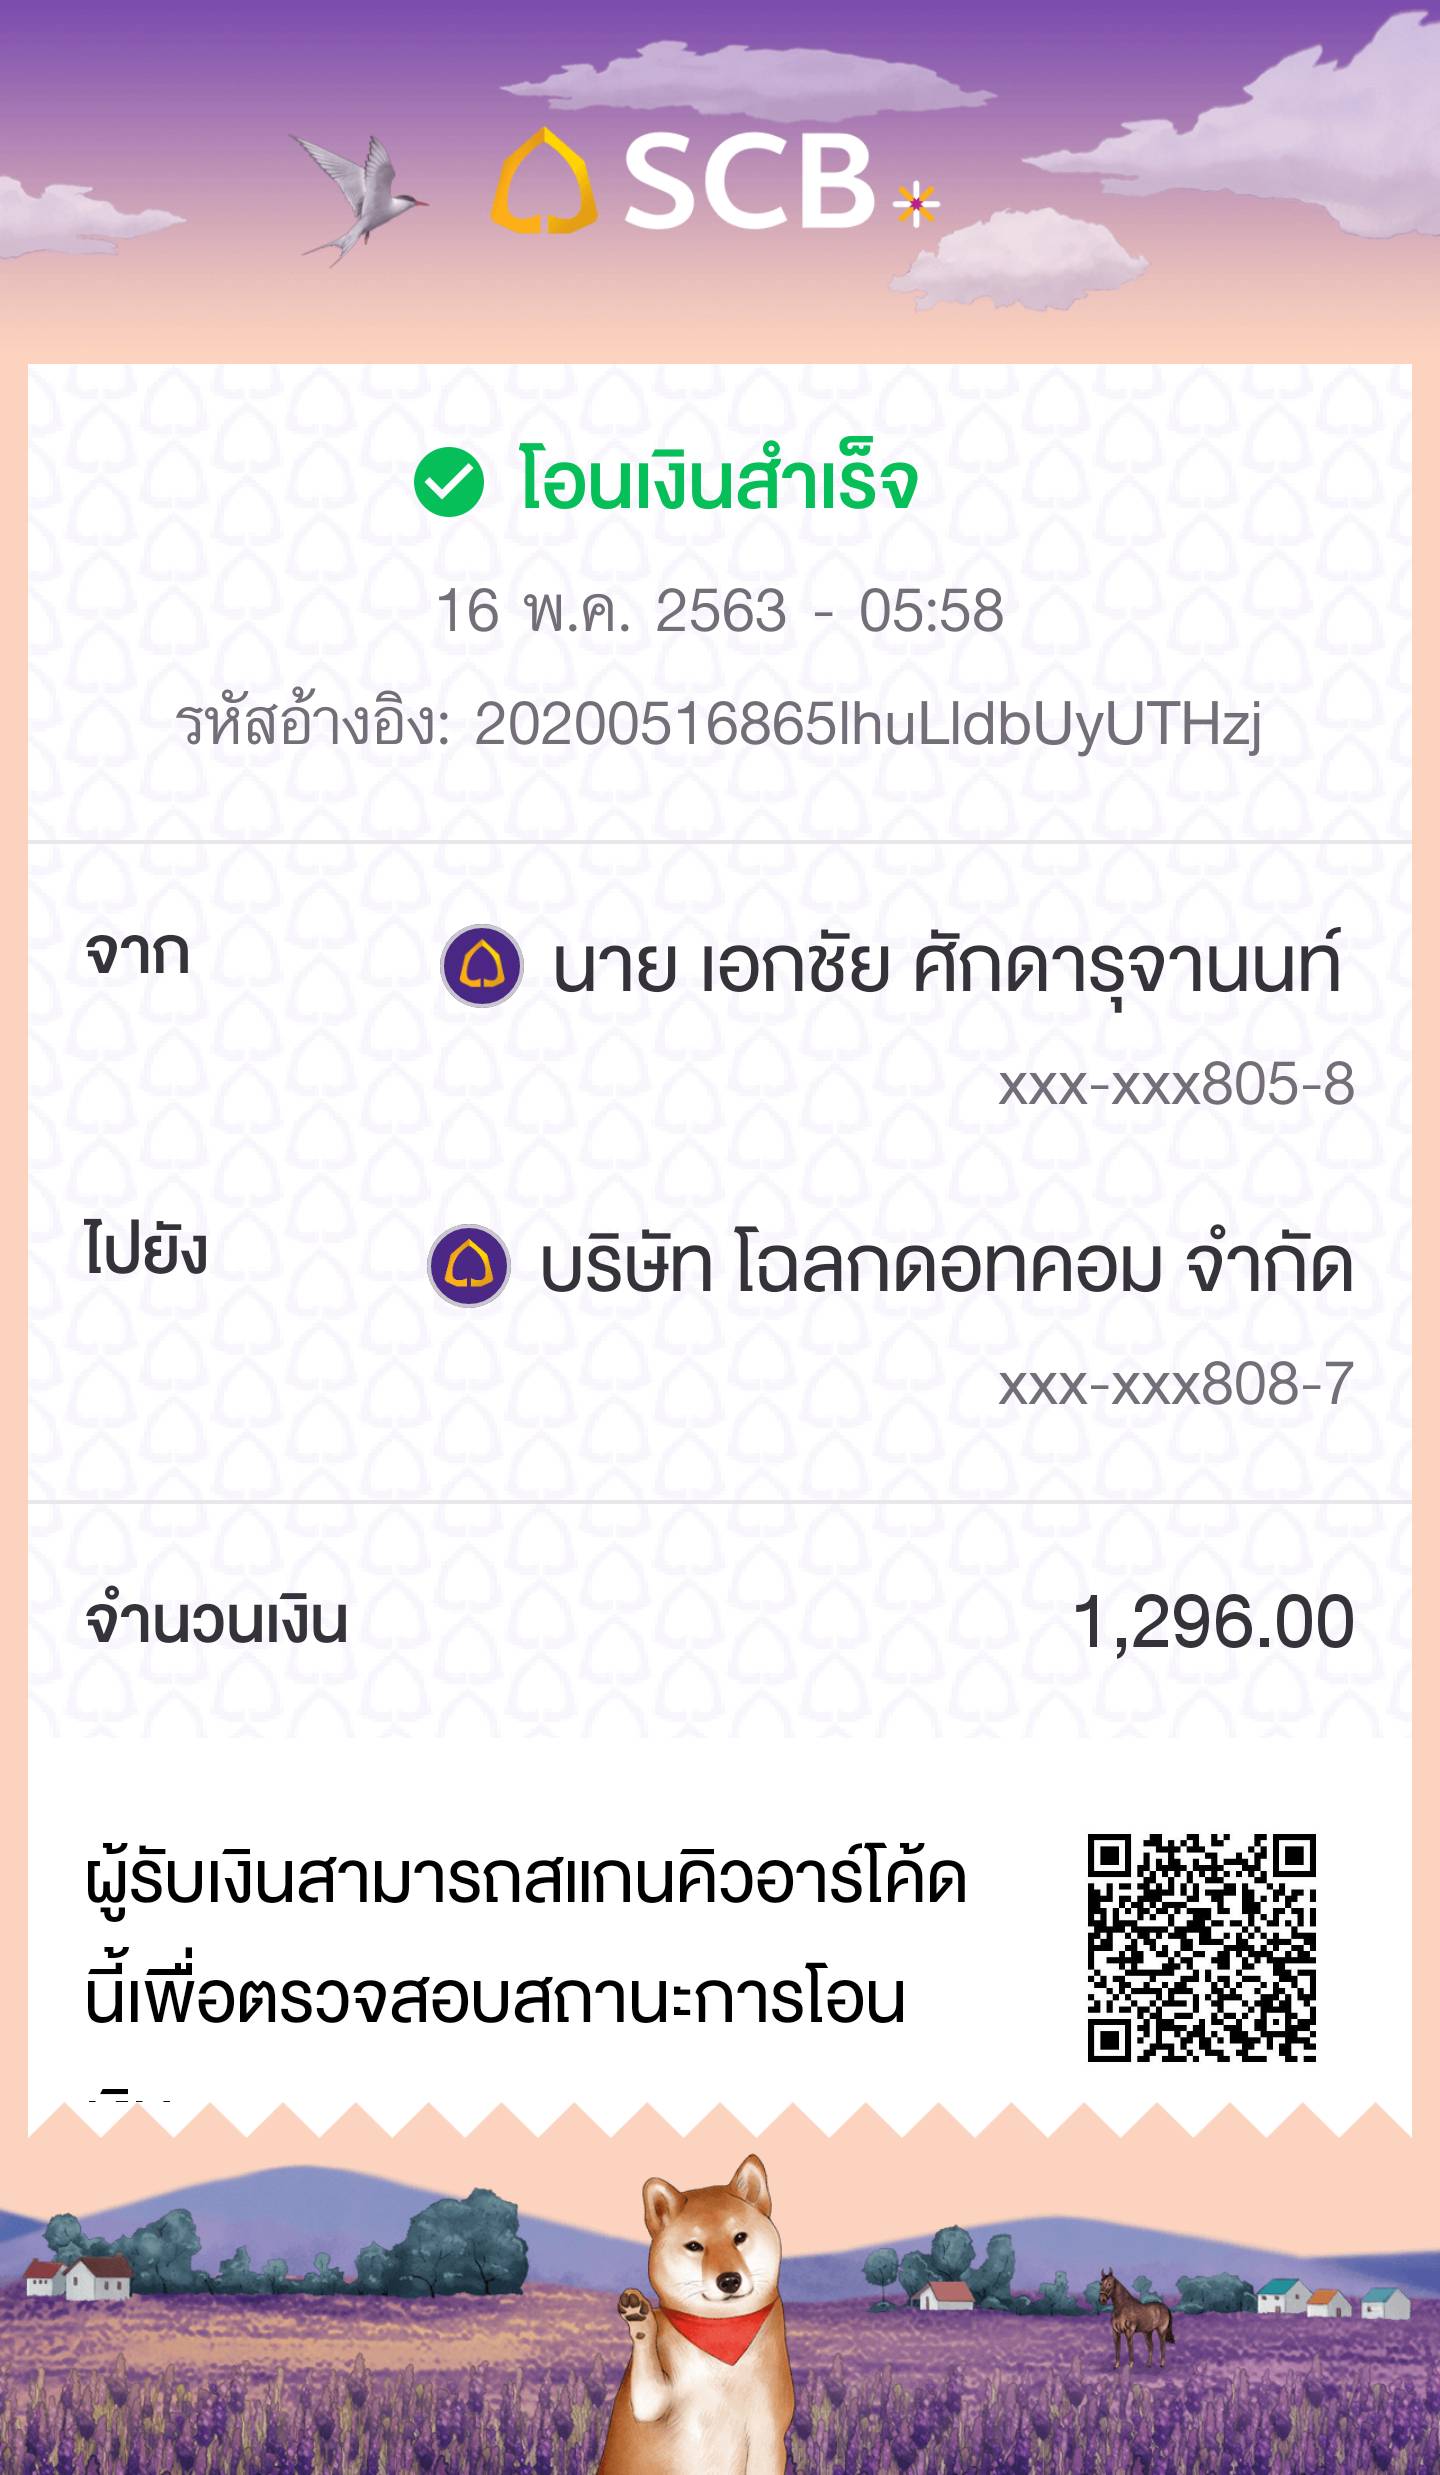 SCB
โอนเงินสำเร็จ
16 พ.ค. 2563 - 05:58
รหัสอ้างอิง: 20200516865lhuLldbUyUTHzj
จาก
นาย เอกชัย ศักดารุจานนท์
xxx-xxx805-8
ไปยัง
บริษัท โฉลกดอทคอม จำกัด
xxx-xxx808-7
จำนวนเงิน
1,296.00
ผู้รับเงินสามารถสแกนคิวอาร์โค้ด
นี้เพื่อตรวจสอบสถานะการโอน